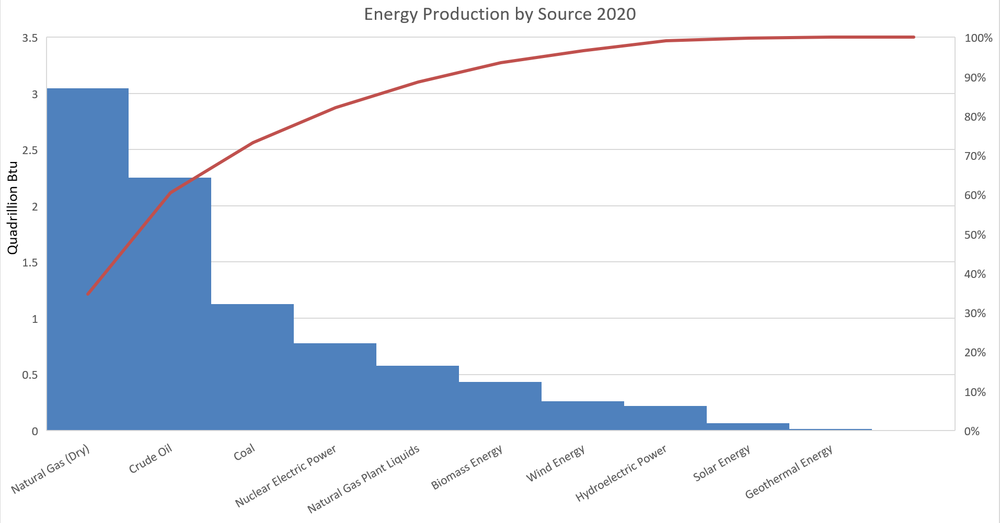 Energy Production by Source 2020
3.5
3
2.5
2
1.5
1
0.5
0
Quadrillion Btu
100%
90%
80%
70%
60%
50%
40%
30%
20%
10%
0%
Natural Gas (Dry)
Crude Oil
Coal
Nuclear Electric Power
Natural Gas Plant Liquids
Biomass Energy
Wind Energy
Hydroelectric Power
Solar Energy
Geothermal Energy